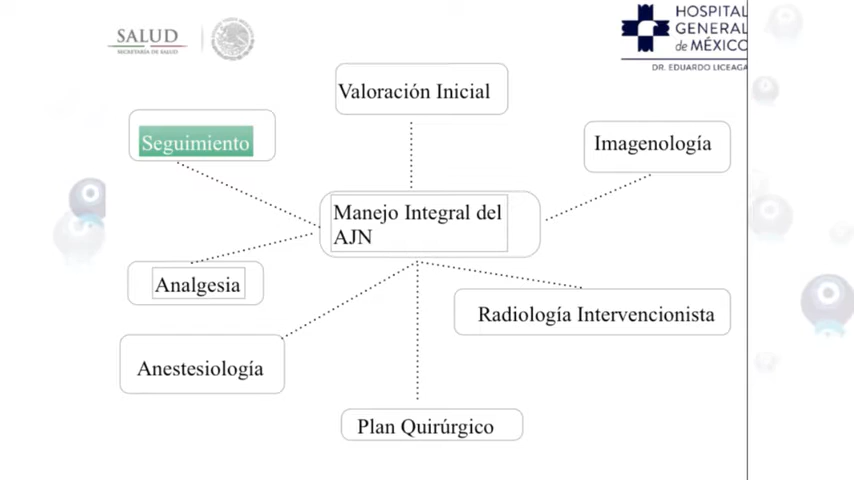 SALUD
SECRETARÍA DE SALUD
HOSPITAL
GENERAL
de MÉXICO
DR. EDUARDO LICEAGA
Valoración Inicial
Seguimiento
Imagenología
Manejo Integral del
AJN
Analgesia
Radiología Intervencionista
Anestesiología
Plan Quirúrgico